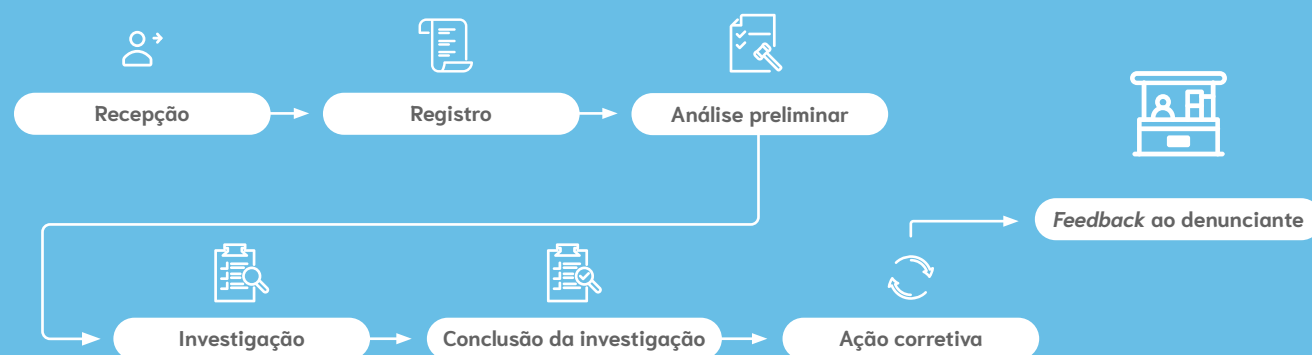 Recepção
Registro
Análise preliminar
Feedback ao denunciante
Investigação
Conclusão da investigação
Ação corretiva